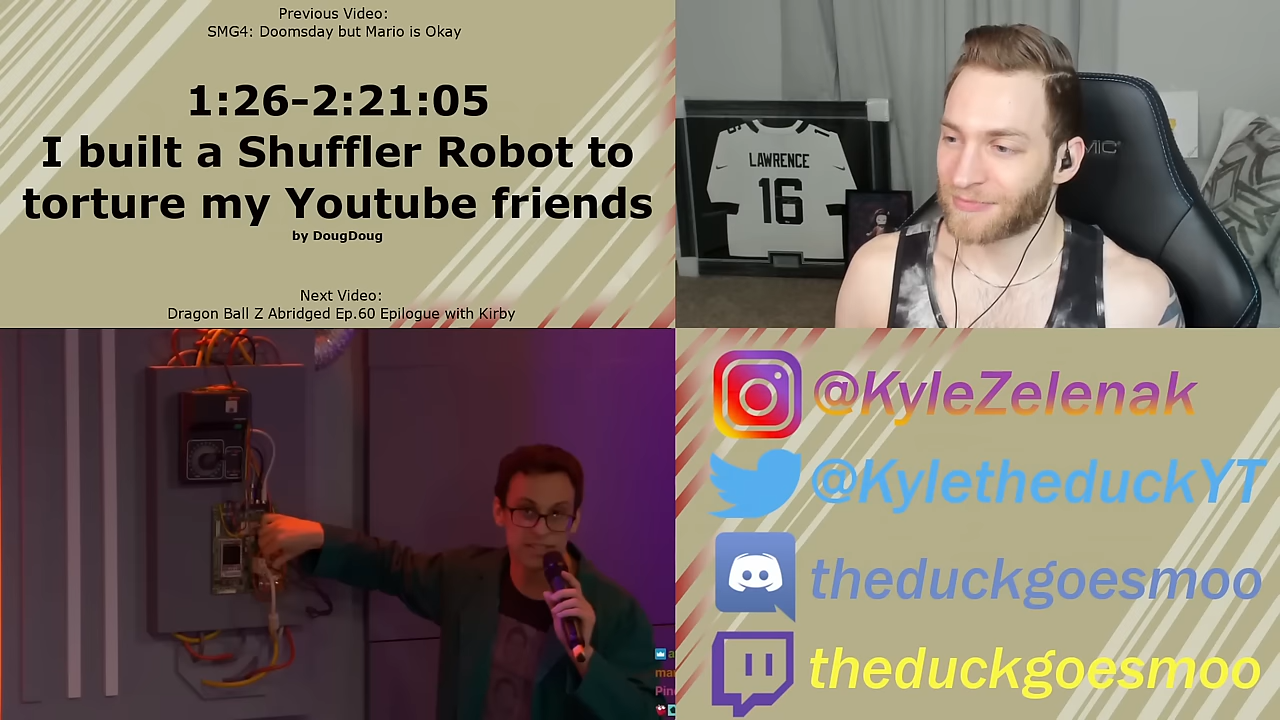 Previous Video:
SMG4: Doomsday but Mario is Okay
1:26-2:21:05
I built a Shuffler Robot to
torture my Youtube friends
by DougDoug
Next Video:
Dragon Ball Z Abridged Ep.60 Epilogue with Kirby
LAWRENCE
16
@KyleZelenak
@KyletheduckYT
theduckgoesmoo
theduckgoesmoo